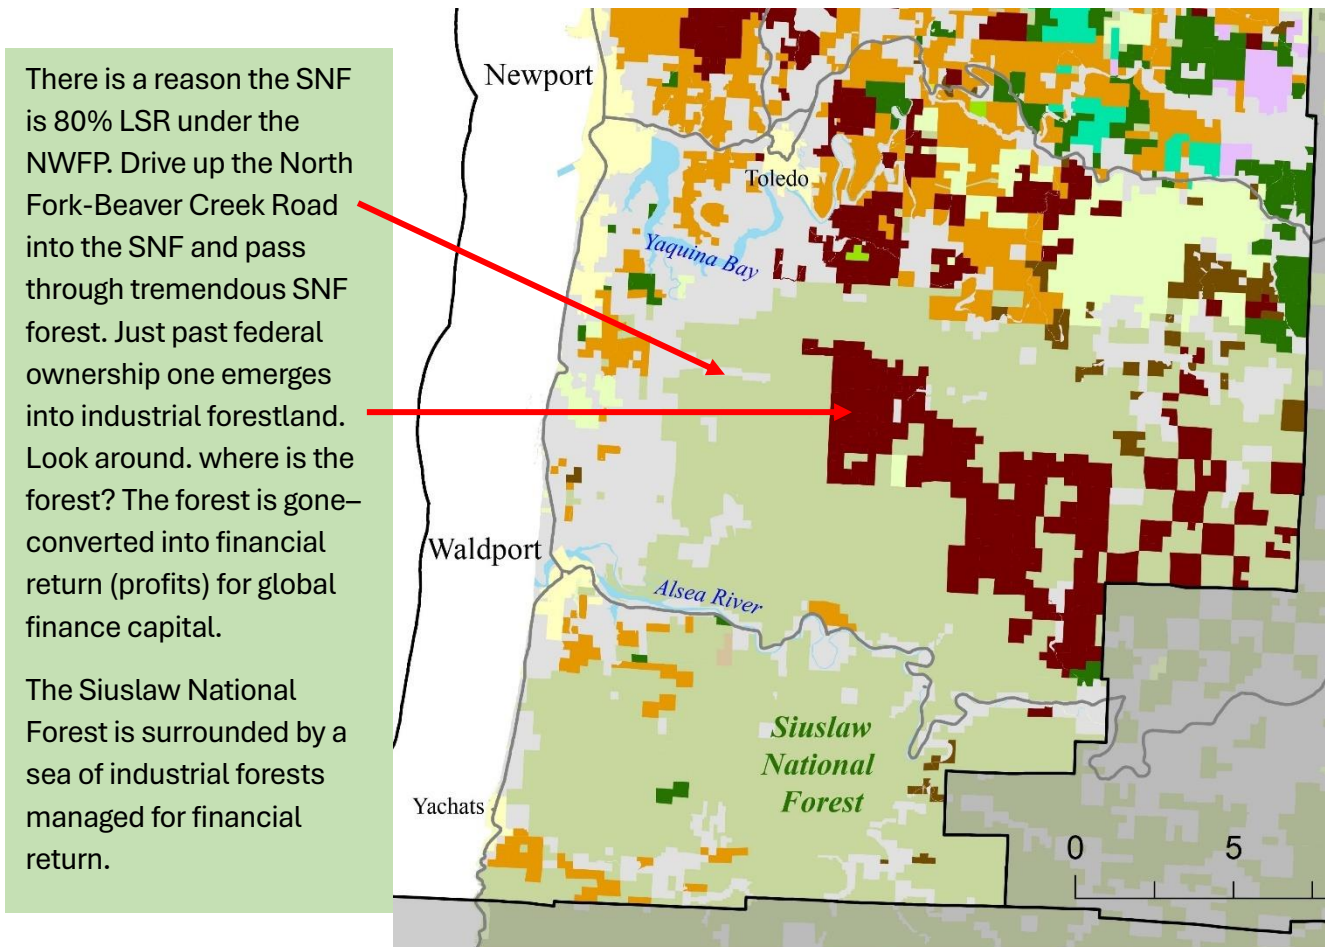 There is a reason the SNF
is 80% LSR under the
NWFP. Drive up the North
Fork-Beaver Creek Road
into the SNF and pass
through tremendous SNF
forest. Just past federal
ownership one emerges
into industrial forestland.
Look around. where is the
forest? The forest is gone–
converted into financial
return (profits) for global
finance capital.
The Siuslaw National
Forest is surrounded by a
sea of industrial forests
managed for financial
return.
Newport
Toledo
Yaquina Bay
Waldport
Alsea River
Siuslaw
National
Forest
Yachats
0 5